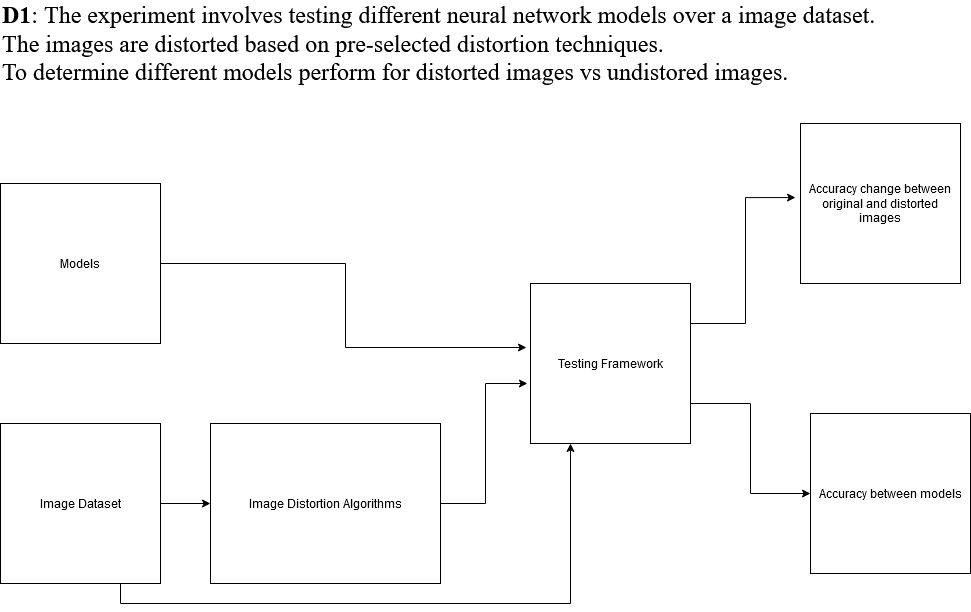 D1: The experiment involves testing different neural network models over a image dataset.
The images are distorted based on pre-selected distortion techniques.
To determine different models perform for distorted images vs undistored images.
Accuracy change between
original and distorted
images
Models
Testing Framework
Image Dataset
Image Distortion Algorithms
Accuracy between models